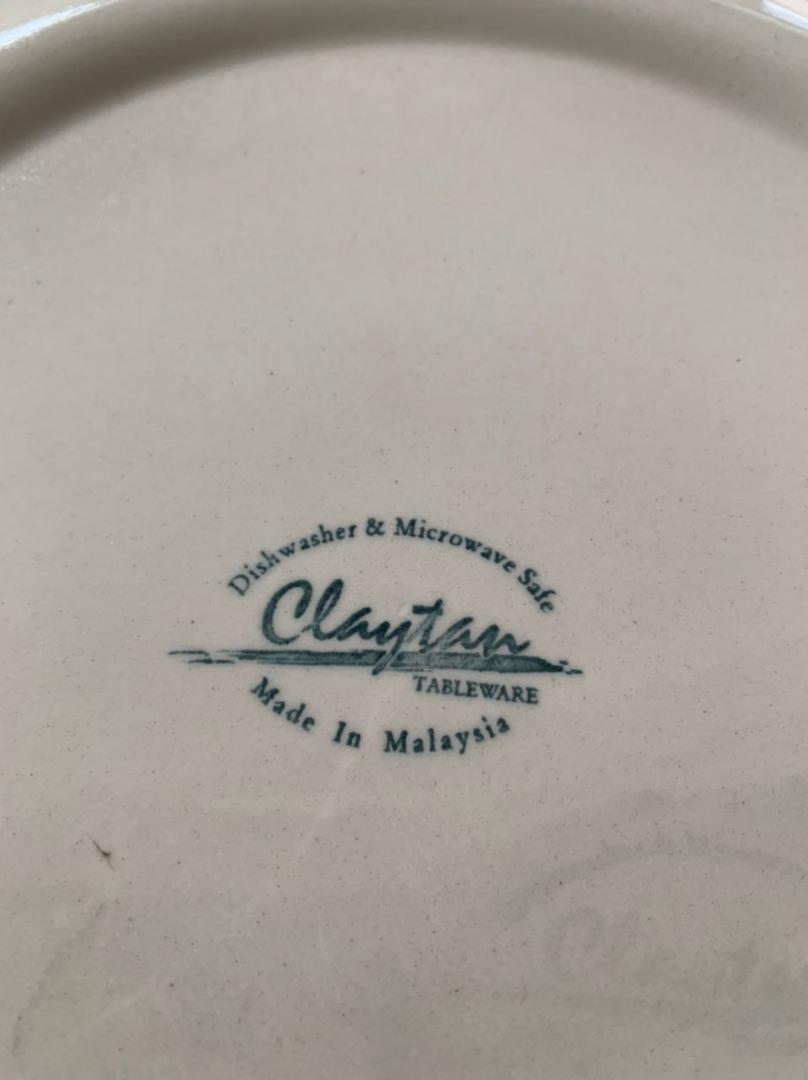 Dishwasher & Microwave Safe
Claytan
TABLEWARE
Made In Malaysia